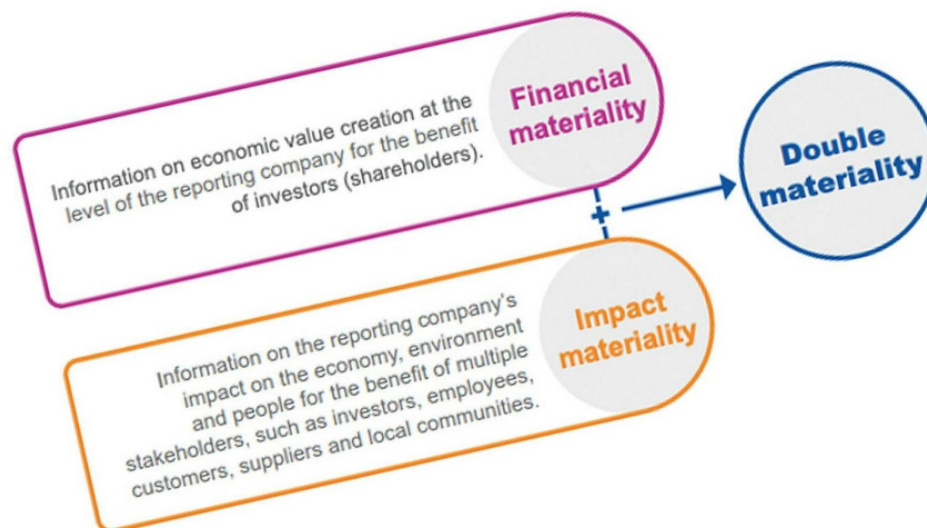 Information on economic value creation at the
level of the reporting company for the benefit
of investors (shareholders).
Financial
materiality
+
Double
materiality
Information on the reporting company's
impact on the economy, environment
and people for the benefit of multiple
stakeholders, such as investors, employees,
customers, suppliers and local communities.
Impact
materiality